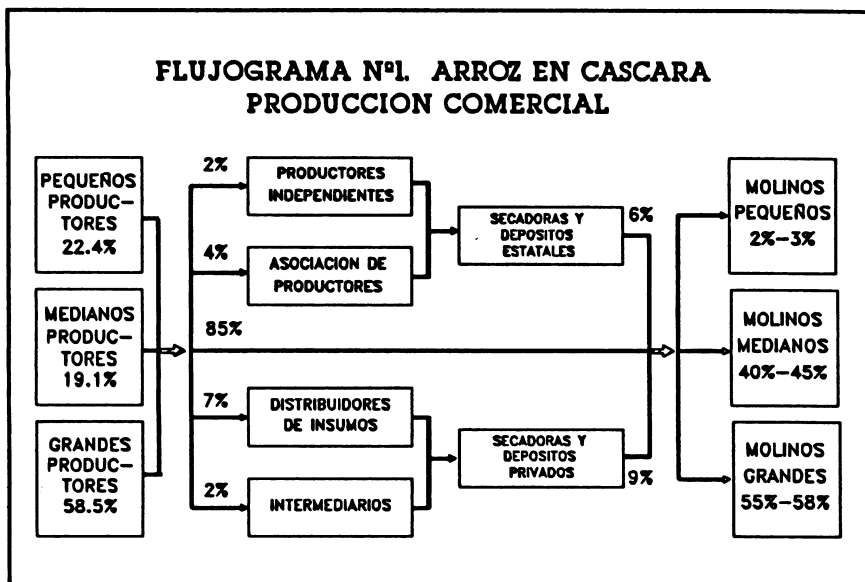 FLUJOGRAMA Nº1. ARROZ EN CASCARA
PRODUCCION COMERCIAL
PEQUEÑOS
PRODUC-
TORES
22.4%
MEDIANOS
PRODUC-
TORES
19.1%
GRANDES
PRODUC-
TORES
58.5%
2%
PRODUCTORES
INDEPENDIENTES
4%
ASOCIACION DE
PRODUCTORES
85%
7%
DISTRIBUIDORES
DE INSUMOS
2%
INTERMEDIARIOS
SECADORAS Y
DEPOSITOS
ESTATALES
6%
SECADORAS Y
DEPOSITOS
PRIVADOS
9%
MOLINOS
PEQUEÑOS
2%-3%
MOLINOS
MEDIANOS
40%-45%
MOLINOS
GRANDES
55%-58%